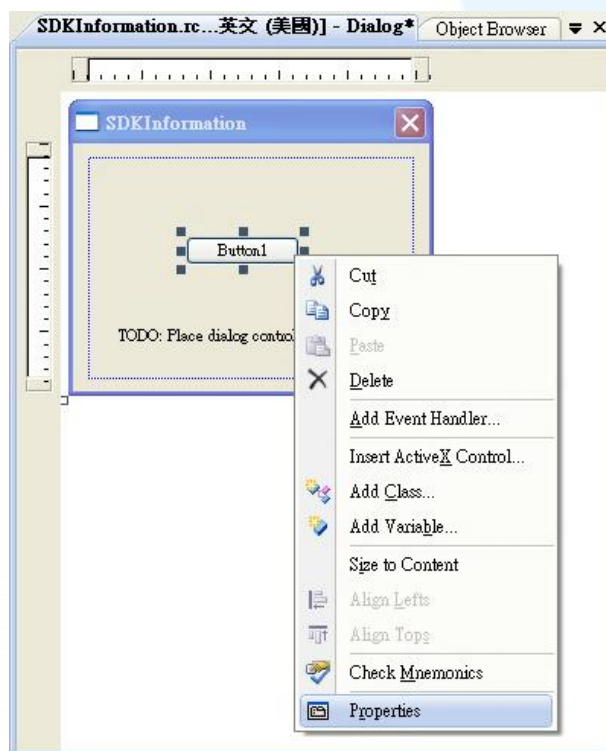 SDKInformation.rc...英文 (美國)] - Dialog* Object Browser
SDKInformation
Button1
TODO: Place dialog control
Cut
Copy
Paste
Delete
Add Event Handler...
Insert ActiveX Control...
Add Class...
Add Variable...
Size to Content
Align Lefts
Align Tops
Check Mnemonics
Properties